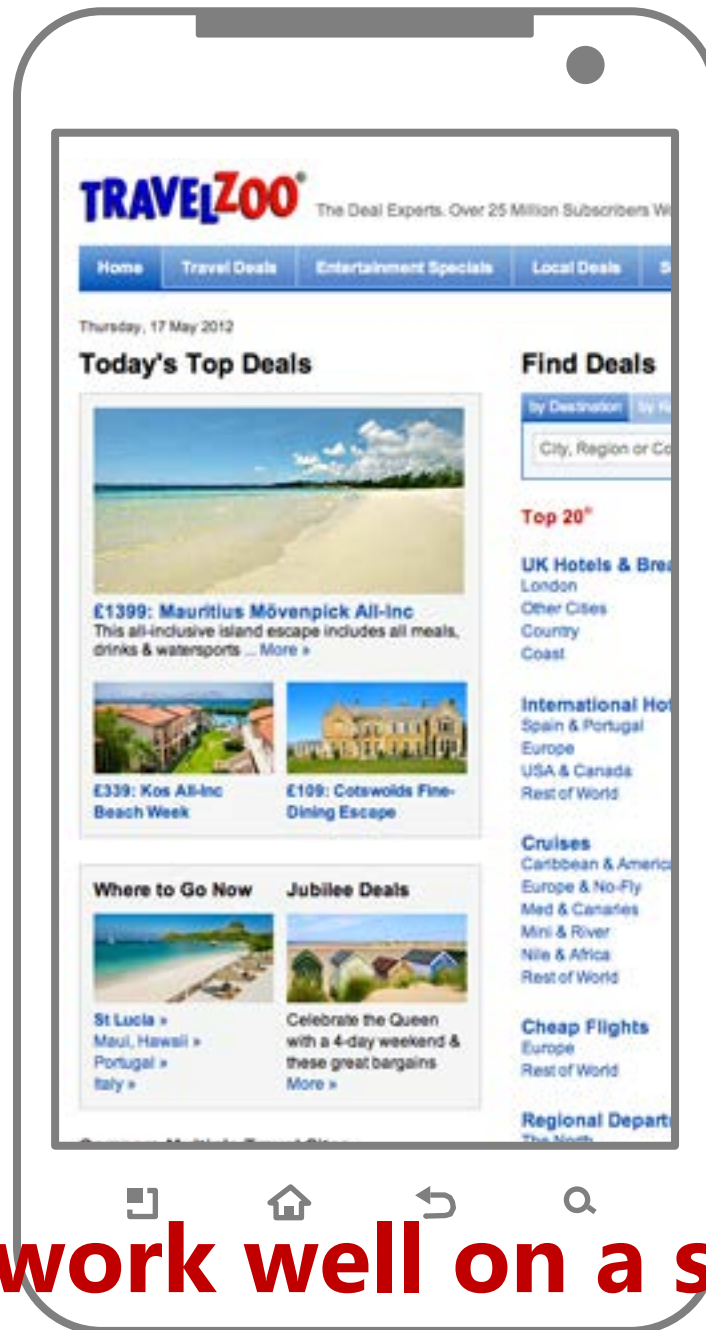 TRAVELZOO® The Deal Experts. Over 25 Million Subscribers
Home Travel Deals Entertainment Specials Local Deals
Thursday, 17 May 2012
Today's Top Deals
£1399: Mauritius Mövenpick All-Inc
This all-inclusive island escape includes all meals,
drinks & watersports ... More »
£339: Kos All-Inc
Beach Week
£109: Cotswolds Fine-
Dining Escape
Where to Go Now
St Lucia »
Maui, Hawaii »
Portugal »
Italy »
Jubilee Deals
Celebrate the Queen
with a 4-day weekend &
these great bargains
More »
Find Deals
by Destination by
City, Region or
Top 20®
UK Hotels &
London
Other Cities
Country
Coast
International
Spain & Portugal
Europe
USA & Canada
Rest of World
Cruises
Caribbean &
Europe & No-Fly
Med & Canaries
Mini & River
Nile & Africa
Rest of World
Cheap Flights
Europe
Rest of World
Regional
The North
work well on a s